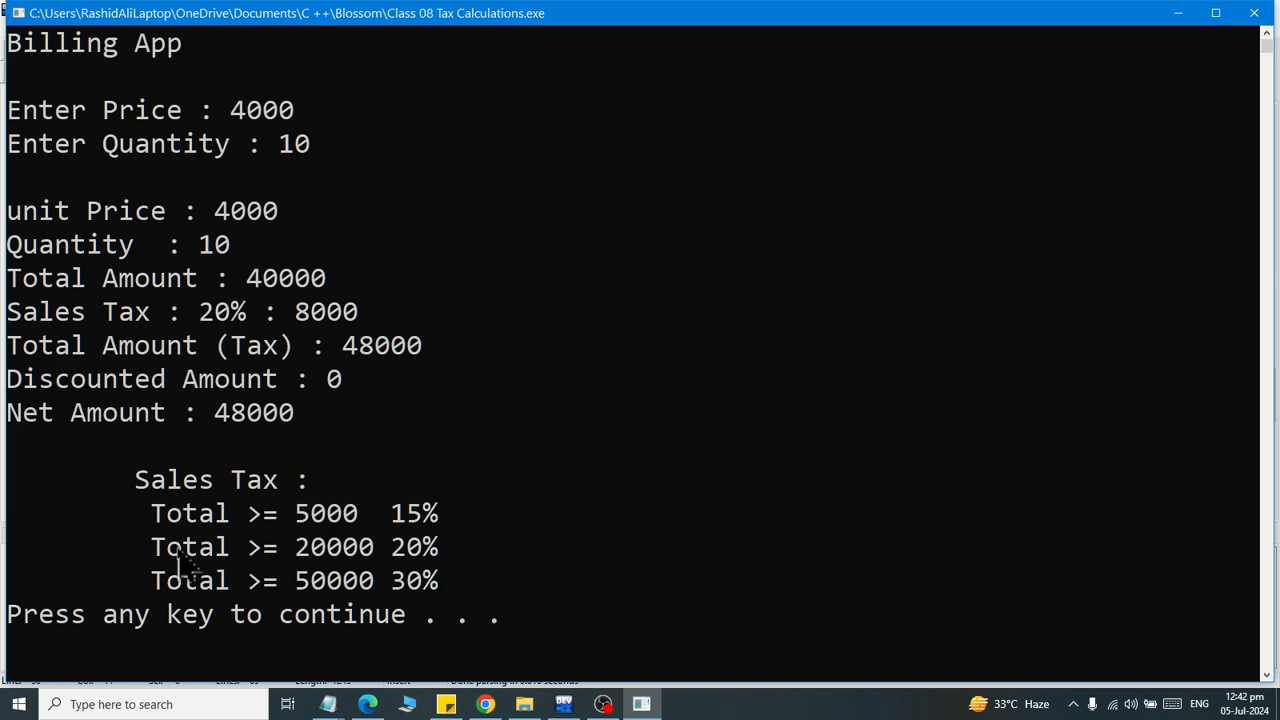 C:\Users\RashidAliLaptop\OneDrive\Documents\C ++\Blossom\Class 08 Tax Calculations.exe
Billing App
Enter Price : 4000
Enter Quantity : 10
unit Price : 4000
Quantity  : 10
Total Amount : 40000
Sales Tax : 20% : 8000
Total Amount (Tax) : 48000
Discounted Amount : 0
Net Amount : 48000
Sales Tax :
Total >= 5000  15%
Total >= 20000 20%
Total >= 50000 30%
Press any key to continue . . .
Type here to search
DEV
33°C Haze
ENG
12:42 pm
05-Jul-2024